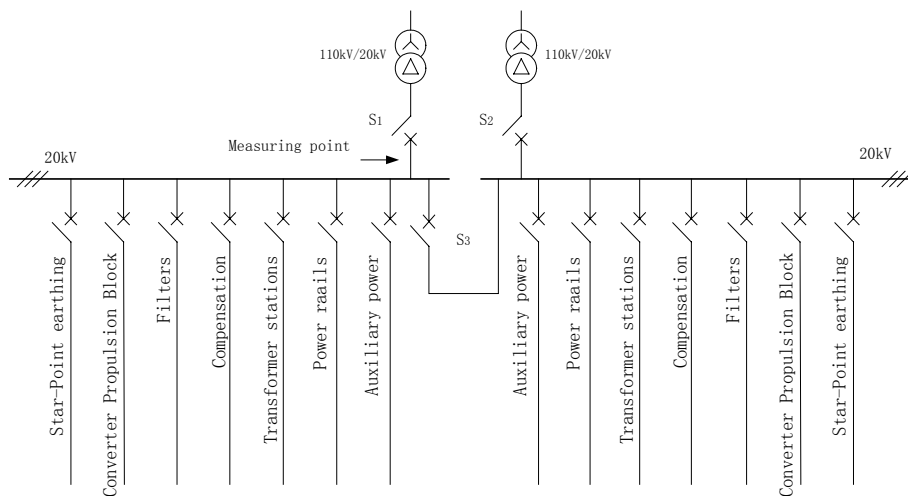 110kV/20kV
110kV/20kV
S1
S2
Measuring point
20kV
20kV
S3
Star-Point earthing
Converter Propulsion Block
Filters
Compensation
Transformer stations
Power raails
Auxiliary power
Auxiliary power
Power raails
Transformer stations
Compensation
Filters
Converter Propulsion Block
Star-Point earthing